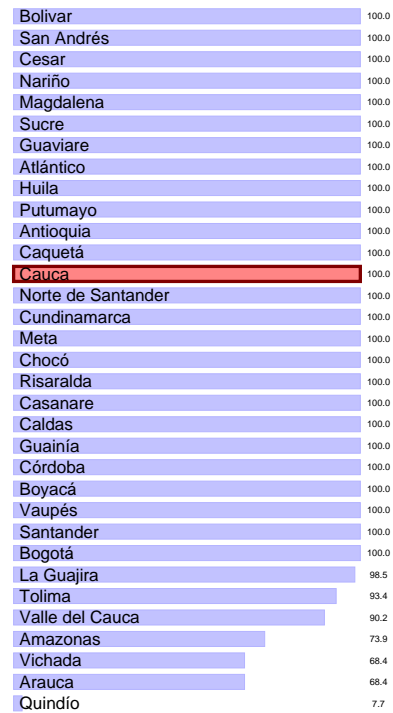 Bolivar 100.0
San Andrés 100.0
Cesar 100.0
Nariño 100.0
Magdalena 100.0
Sucre 100.0
Guaviare 100.0
Atlántico 100.0
Huila 100.0
Putumayo 100.0
Antioquia 100.0
Caquetá 100.0
Cauca 100.0
Norte de Santander 100.0
Cundinamarca 100.0
Meta 100.0
Chocó 100.0
Risaralda 100.0
Casanare 100.0
Caldas 100.0
Guainía 100.0
Córdoba 100.0
Boyacá 100.0
Vaupés 100.0
Santander 100.0
Bogotá 100.0
La Guajira 98.5
Tolima 93.4
Valle del Cauca 90.2
Amazonas 73.9
Vichada 68.4
Arauca 68.4
Quindío 7.7